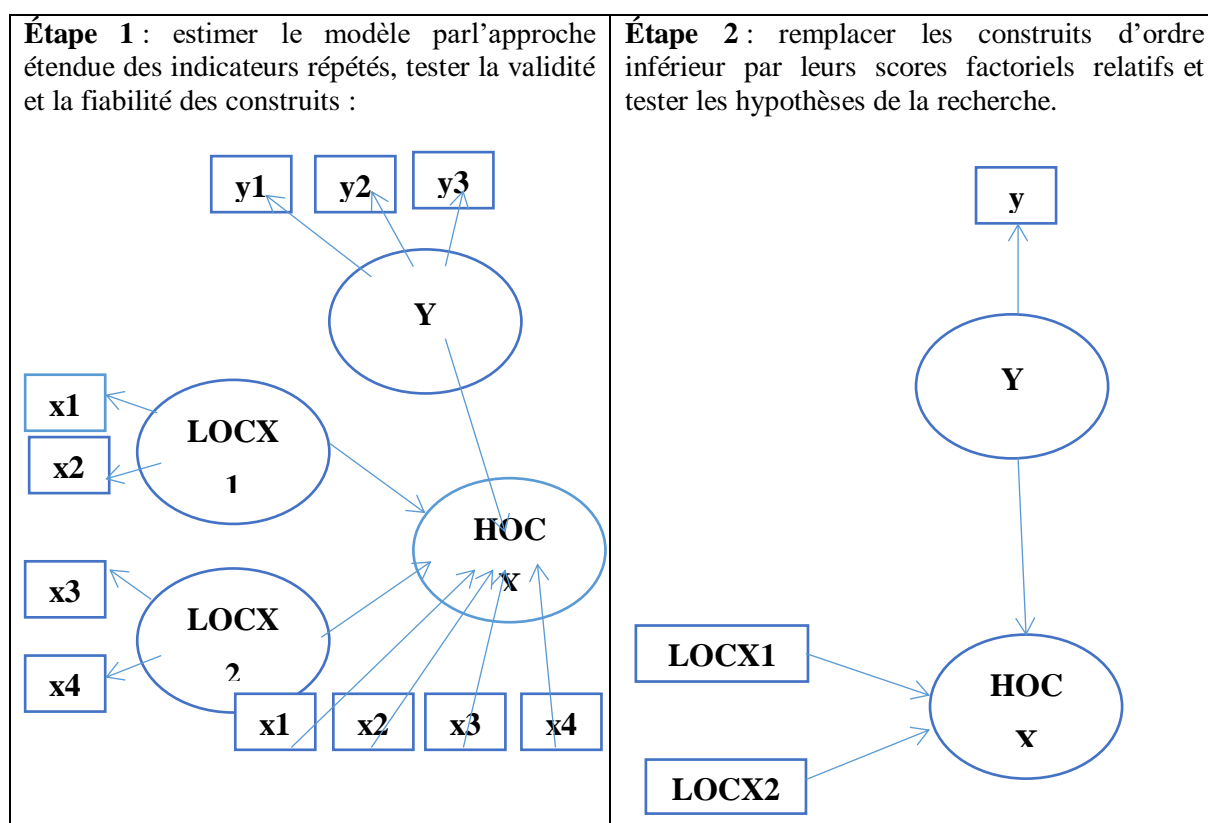 Étape 1 : estimer le modèle parl’approche
étendue des indicateurs répétés, tester la validité
et la fiabilité des construits :
y1
y2
y3
Y
x1
x2
LOCX
1
HOC
x
x3
x4
LOCX
2
x1
x2
x3
x4
Étape 2 : remplacer les construits d’ordre
inférieur par leurs scores factoriels relatifs et
tester les hypothèses de la recherche.
y
Y
LOCX1
HOC
x
LOCX2